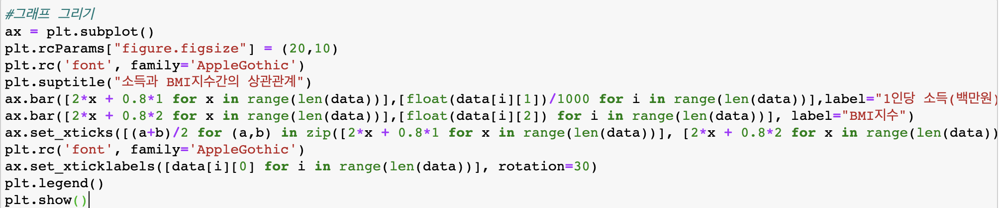 #그래프 그리기
ax = plt.subplot()
plt.rcParams["figure.figsize"] = (20,10)
plt.rc('font', family='AppleGothic')
plt.suptitle("소득과 BMI지수간의 상관관계")
ax.bar([2*x + 0.8*1 for x in range(len(data))],[float(data[i][1])/1000 for i in range(len(data))],label="1인당 소득(백만원)
ax.bar([2*x + 0.8*2 for x in range(len(data))],[float(data[i][2]) for i in range(len(data))], label="BMI지수")
ax.set_xticks([(a+b)/2 for (a,b) in zip([2*x + 0.8*1 for x in range(len(data))], [2*x + 0.8*2 for x in range(len(data))
plt.rc('font', family='AppleGothic')
ax.set_xticklabels([data[i][0] for i in range(len(data))], rotation=30)
plt.legend()
plt.show()